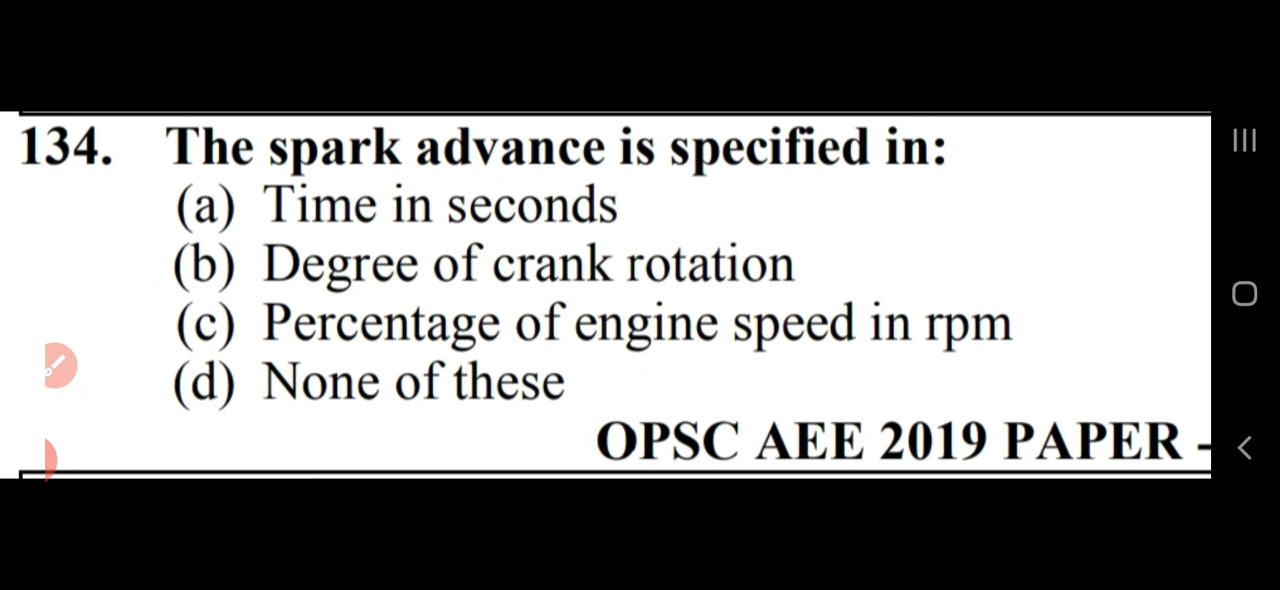 134. The spark advance is specified in:
(a) Time in seconds
(b) Degree of crank rotation
(c) Percentage of engine speed in rpm
(d) None of these
OPSC AEE 2019 PAPER -